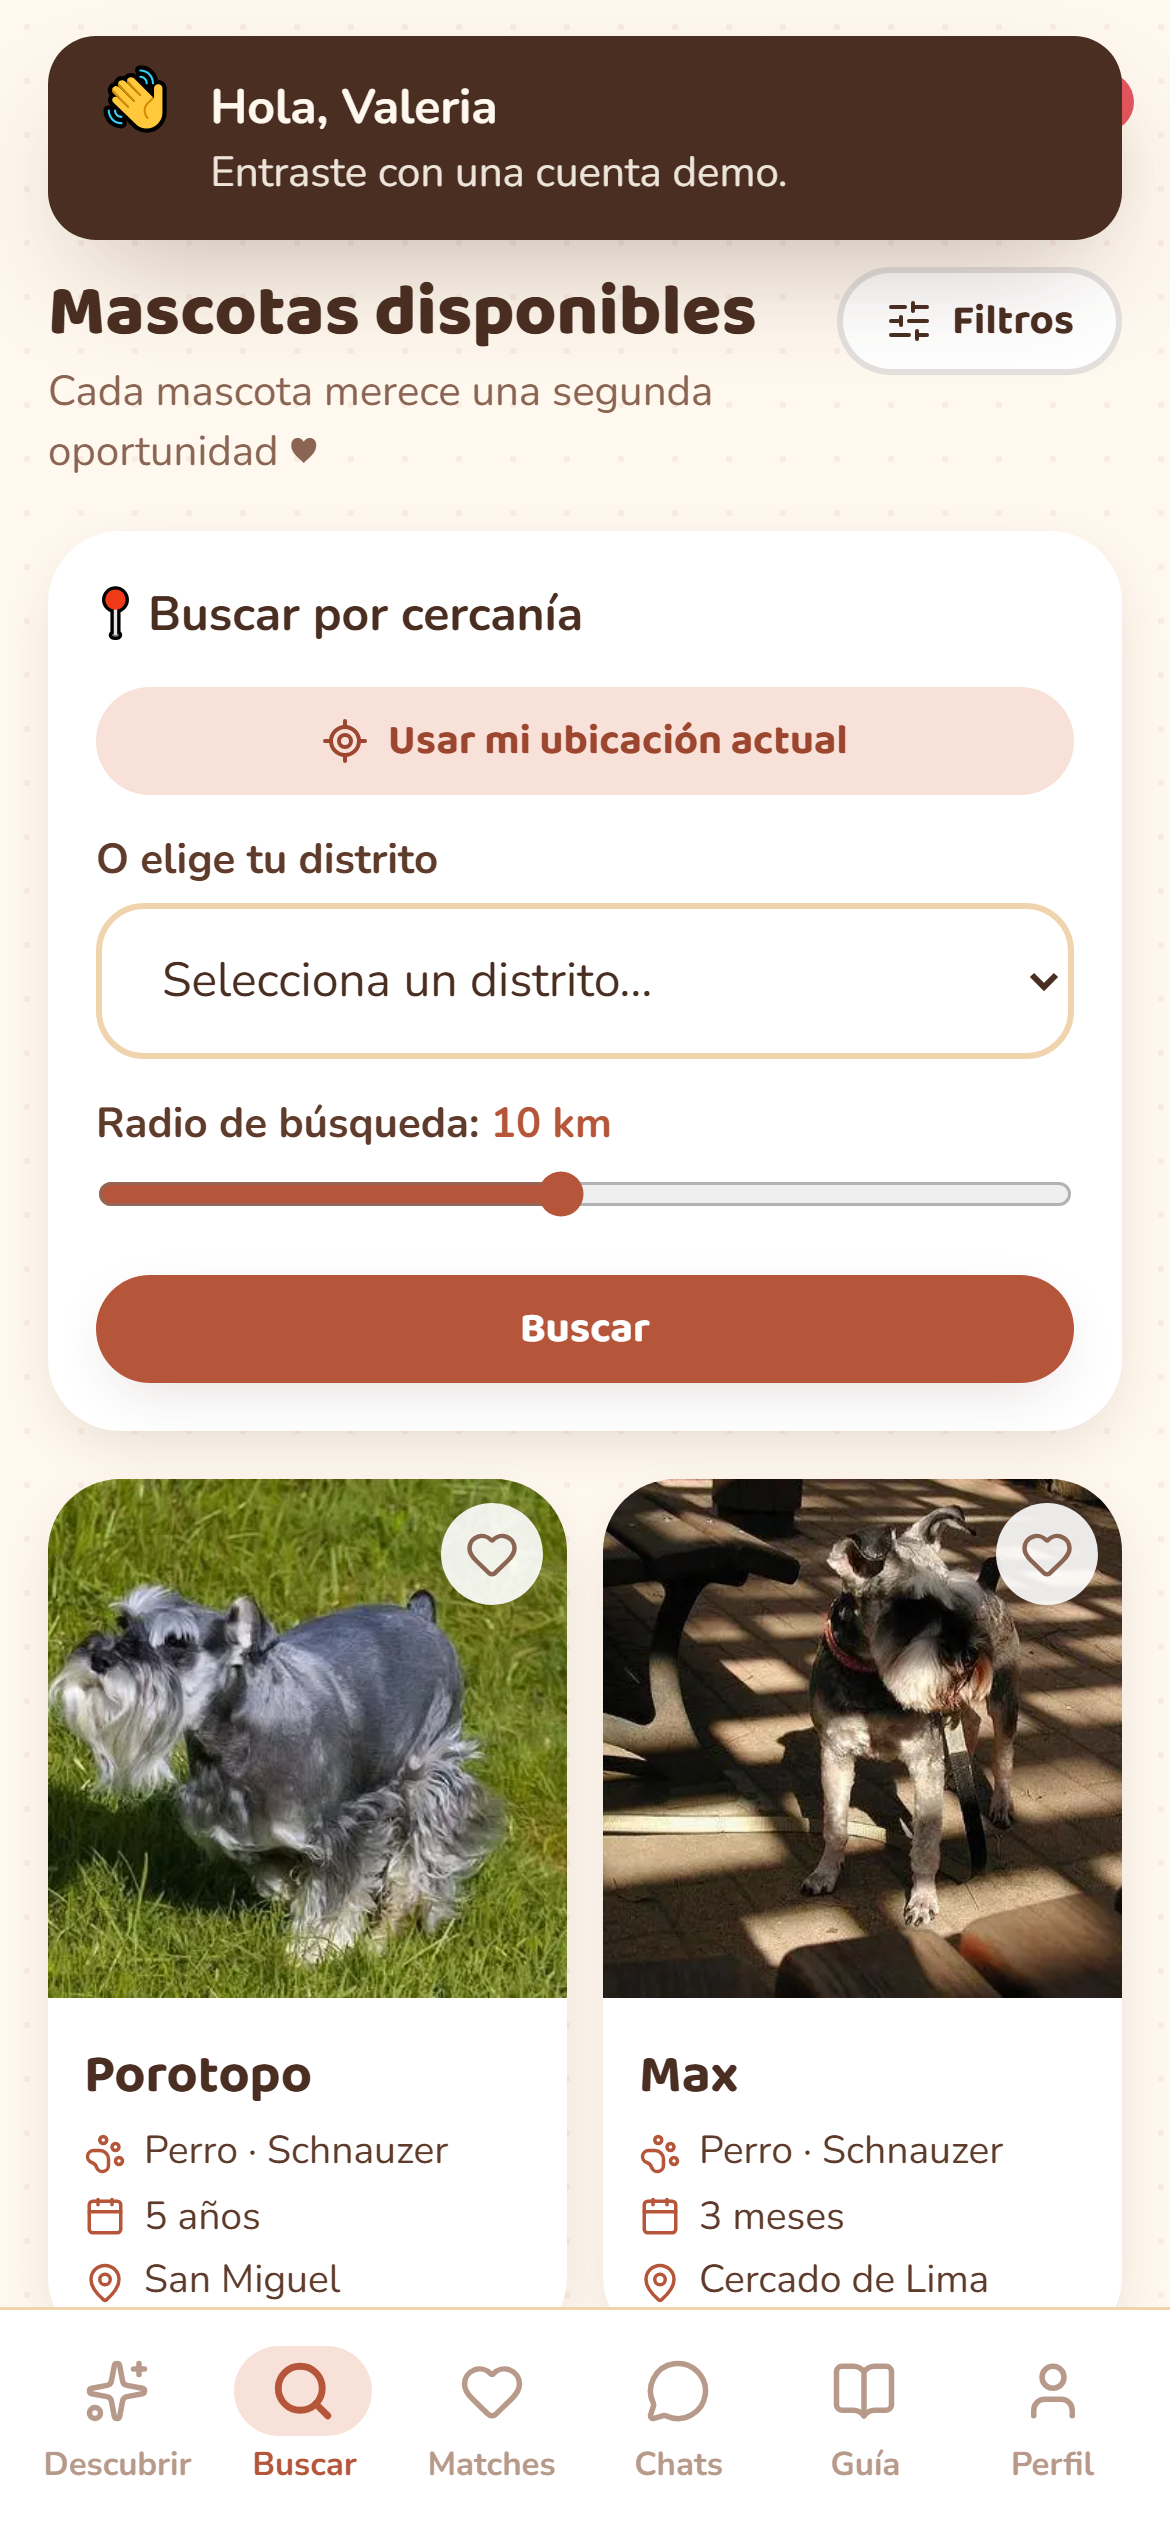 Hola, Valeria
Entraste con una cuenta demo.
Mascotas disponibles
Filtros
Cada mascota merece una segunda
oportunidad ♥
Buscar por cercanía
Usar mi ubicación actual
O elige tu distrito
Selecciona un distrito...
Radio de búsqueda: 10 km
Buscar
Porotopo
Perro · Schnauzer
5 años
San Miguel
Max
Perro · Schnauzer
3 meses
Cercado de Lima
Descubrir
Buscar
Matches
Chats
Guía
Perfil